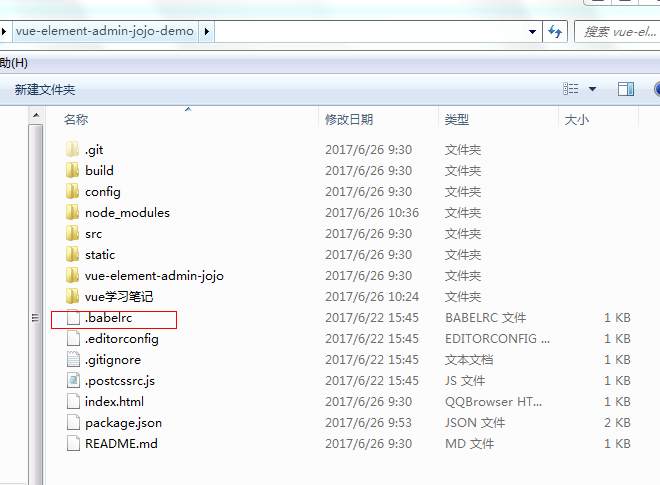 vue-element-admin-jojo-demo
搜索 vue-el...
助(H)
新建文件夹
名称 修改日期 类型 大小
.git 2017/6/26 9:30 文件夹
build 2017/6/26 9:30 文件夹
config 2017/6/26 9:30 文件夹
node_modules 2017/6/26 10:36 文件夹
src 2017/6/26 9:30 文件夹
static 2017/6/26 9:30 文件夹
vue-element-admin-jojo 2017/6/26 9:30 文件夹
vue学习笔记 2017/6/26 10:24 文件夹
.babelrc 2017/6/22 15:45 BABELRC 文件 1 KB
.editorconfig 2017/6/22 15:45 EDITORCONFIG ... 1 KB
.gitignore 2017/6/22 15:45 文本文档 1 KB
.postcssrc.js 2017/6/22 15:45 JS 文件 1 KB
index.html 2017/6/26 9:30 QQBrowser HT... 1 KB
package.json 2017/6/26 9:53 JSON 文件 2 KB
README.md 2017/6/26 9:30 MD 文件 1 KB